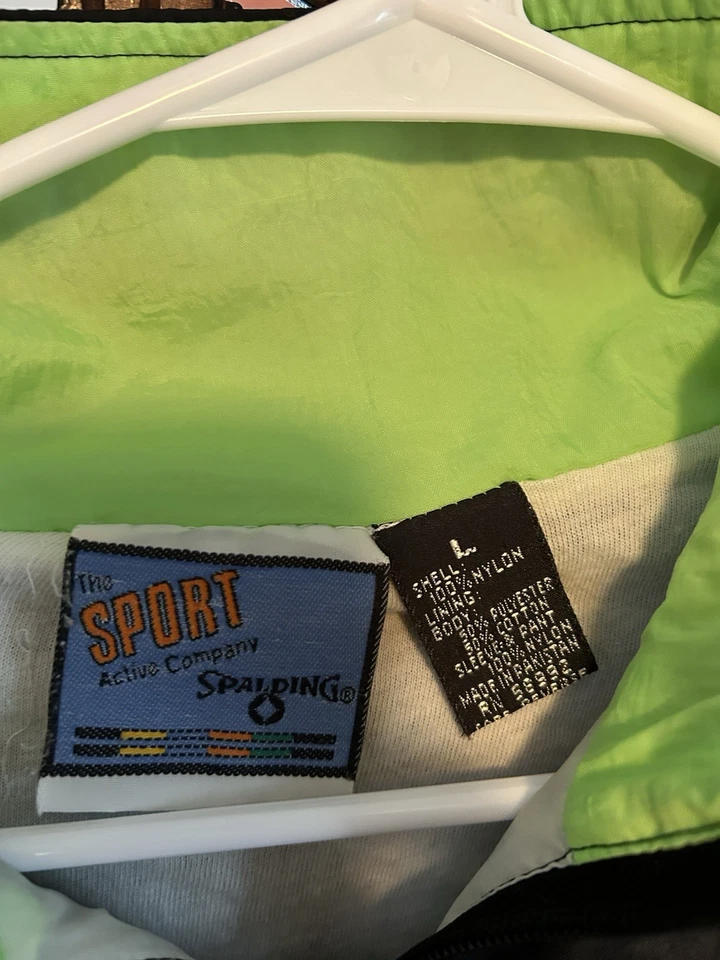 The
SPORT
Active Company
SPALDING®
L
SHELL:
100% NYLON
LINING:
BODY:
50% POLYESTER
50% COTTON
SLEEVE & PANT
100% NYLON
MADE IN PAKISTAN
RN